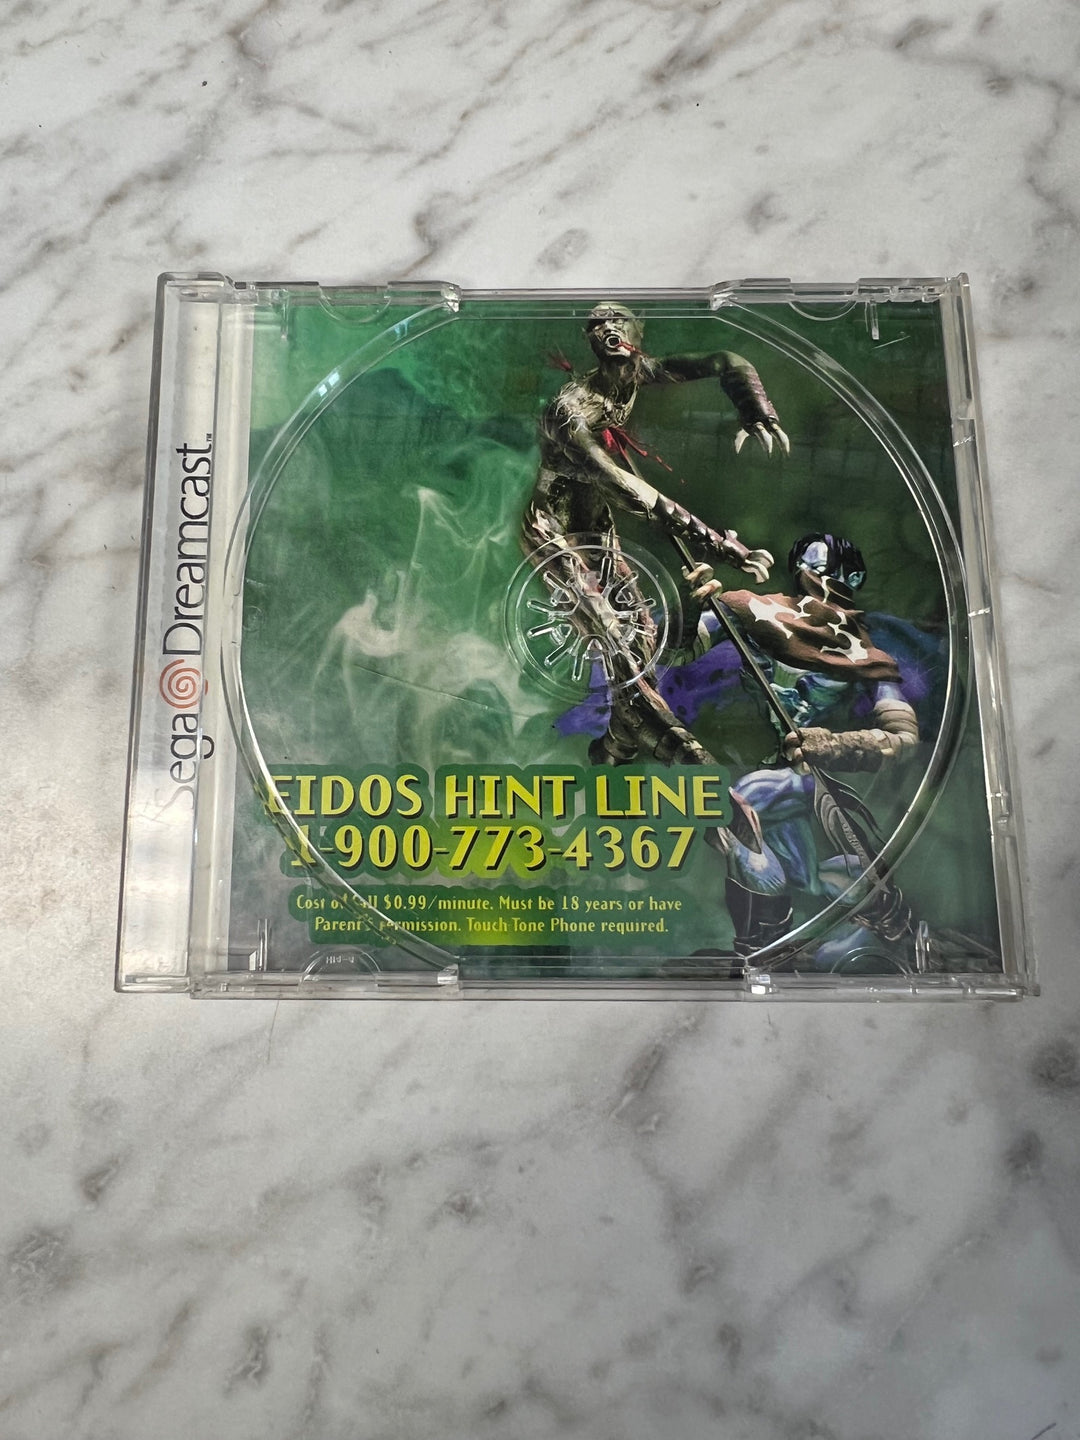 Sega Dreamcast™
EIDOS HINT LINE
1-900-773-4367
Cost of Call $0.99/minute. Must be 18 years or have
Parent's permission. Touch Tone Phone required.